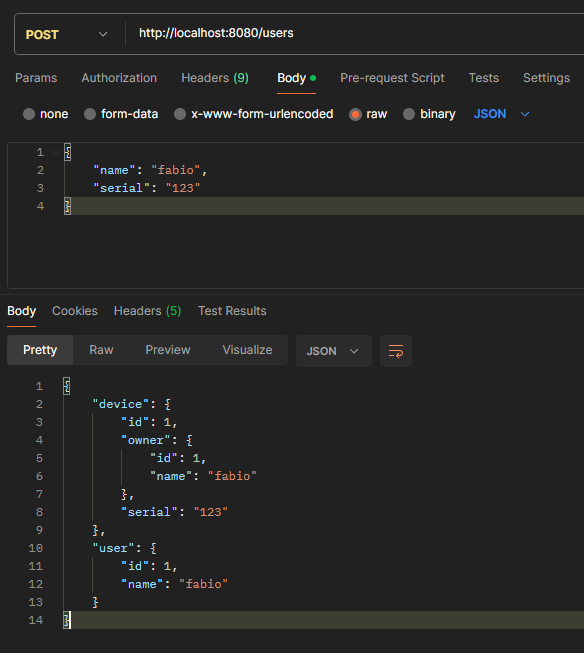 POST http://localhost:8080/users
Params Authorization Headers (9) Body Pre-request Script Tests Settings
none form-data x-www-form-urlencoded raw binary JSON
1 {
2 "name": "fabio",
3 "serial": "123"
4 }
Body Cookies Headers (5) Test Results
Pretty Raw Preview Visualize JSON
1 {
2 "device": {
3 "id": 1,
4 "owner": {
5 "id": 1,
6 "name": "fabio"
7 },
8 "serial": "123"
9 },
10 "user": {
11 "id": 1,
12 "name": "fabio"
13 }
14 }